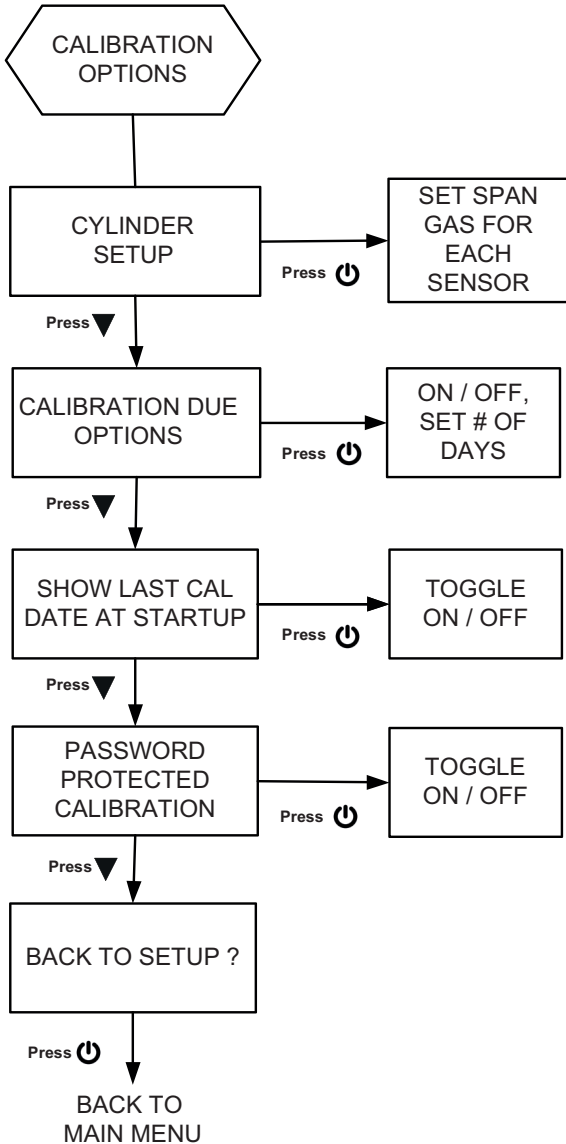 CALIBRATION
OPTIONS
CYLINDER
SETUP
Press
SET SPAN
GAS FOR
EACH
SENSOR
Press
CALIBRATION DUE
OPTIONS
Press
ON / OFF,
SET # OF
DAYS
Press
SHOW LAST CAL
DATE AT STARTUP
Press
TOGGLE
ON / OFF
Press
PASSWORD
PROTECTED
CALIBRATION
Press
TOGGLE
ON / OFF
Press
BACK TO SETUP ?
Press
BACK TO
MAIN MENU